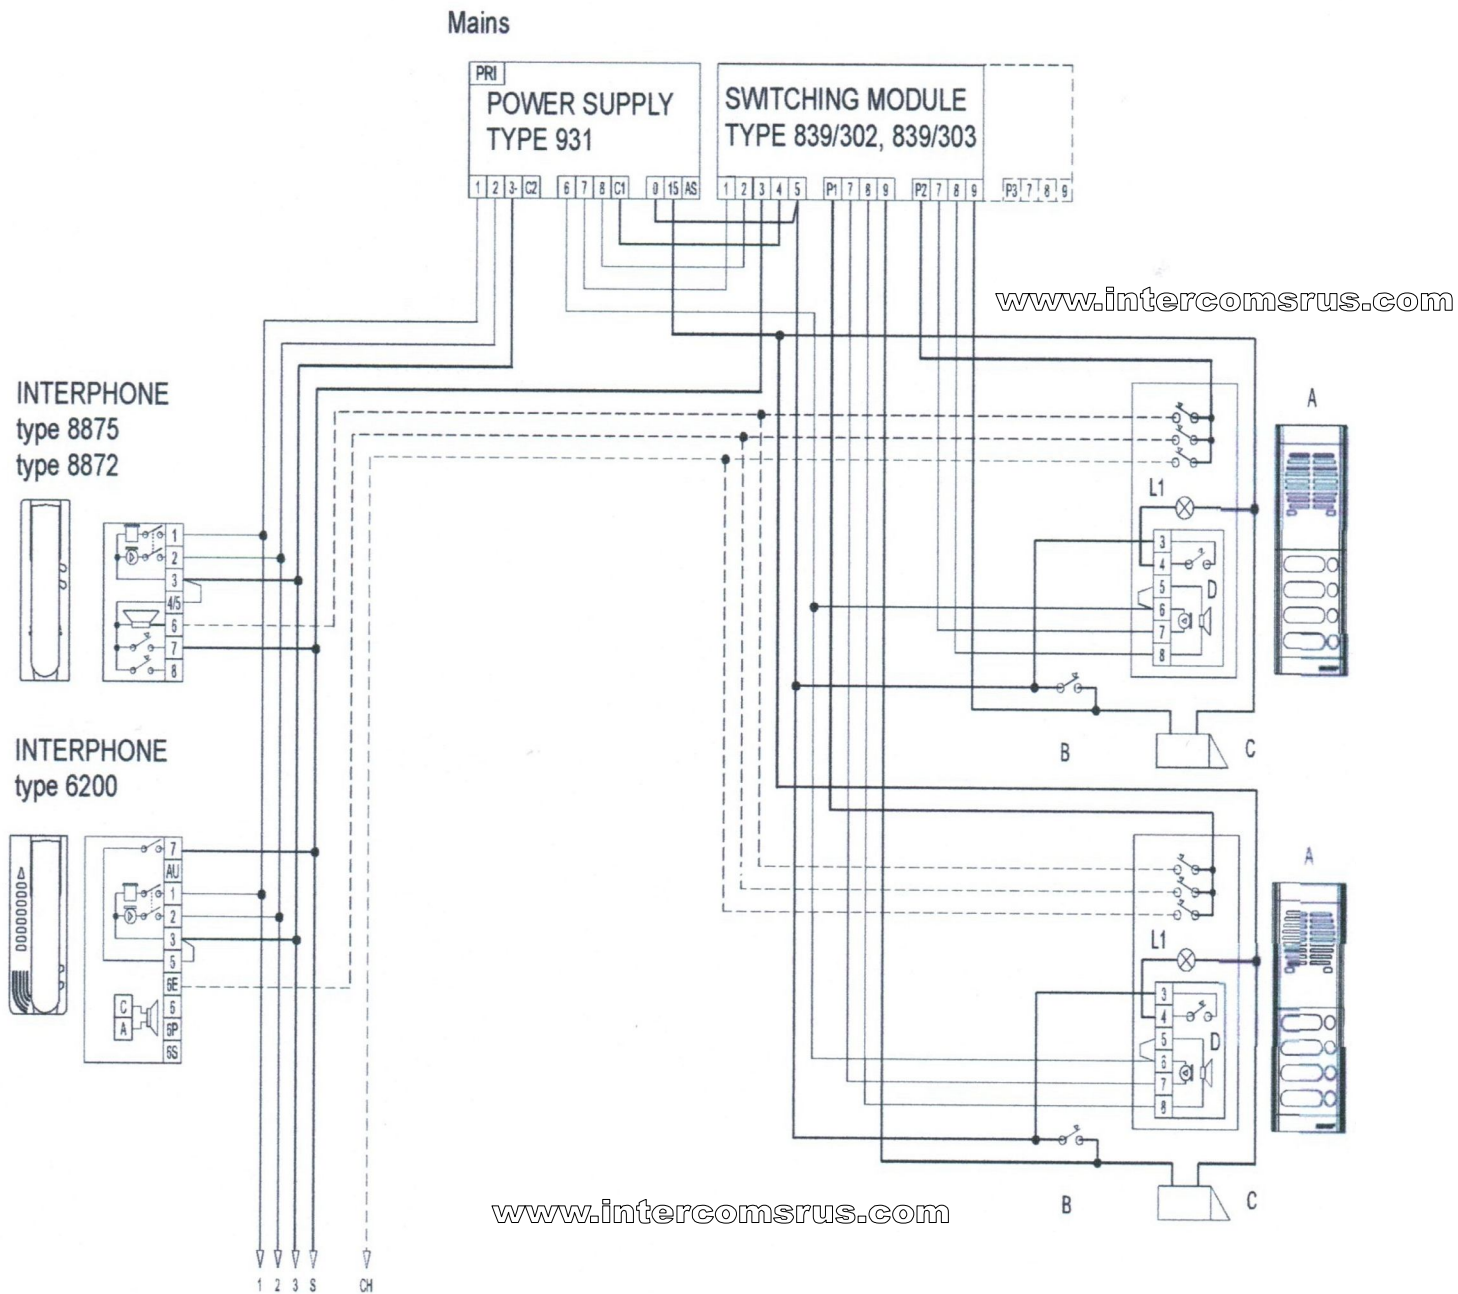 Mains
PRI
POWER SUPPLY
TYPE 931
1 2 3- C2 6 7 8 C1 0 15 AS
SWITCHING MODULE
TYPE 839/302, 839/303
1 2 3 4 5 P1 7 8 9 P2 7 8 9 P3 7 8 9
www.intercomsrus.com
INTERPHONE
type 8875
type 8872
1
2
3
4/5
6
7
8
A
L1
3
4
5
6
7
8
D
B
C
INTERPHONE
type 6200
7
AU
1
2
3
5
6E
6
6P
6S
C
A
A
L1
3
4
5
6
7
8
D
B
C
www.intercomsrus.com
1 2 3 S CH